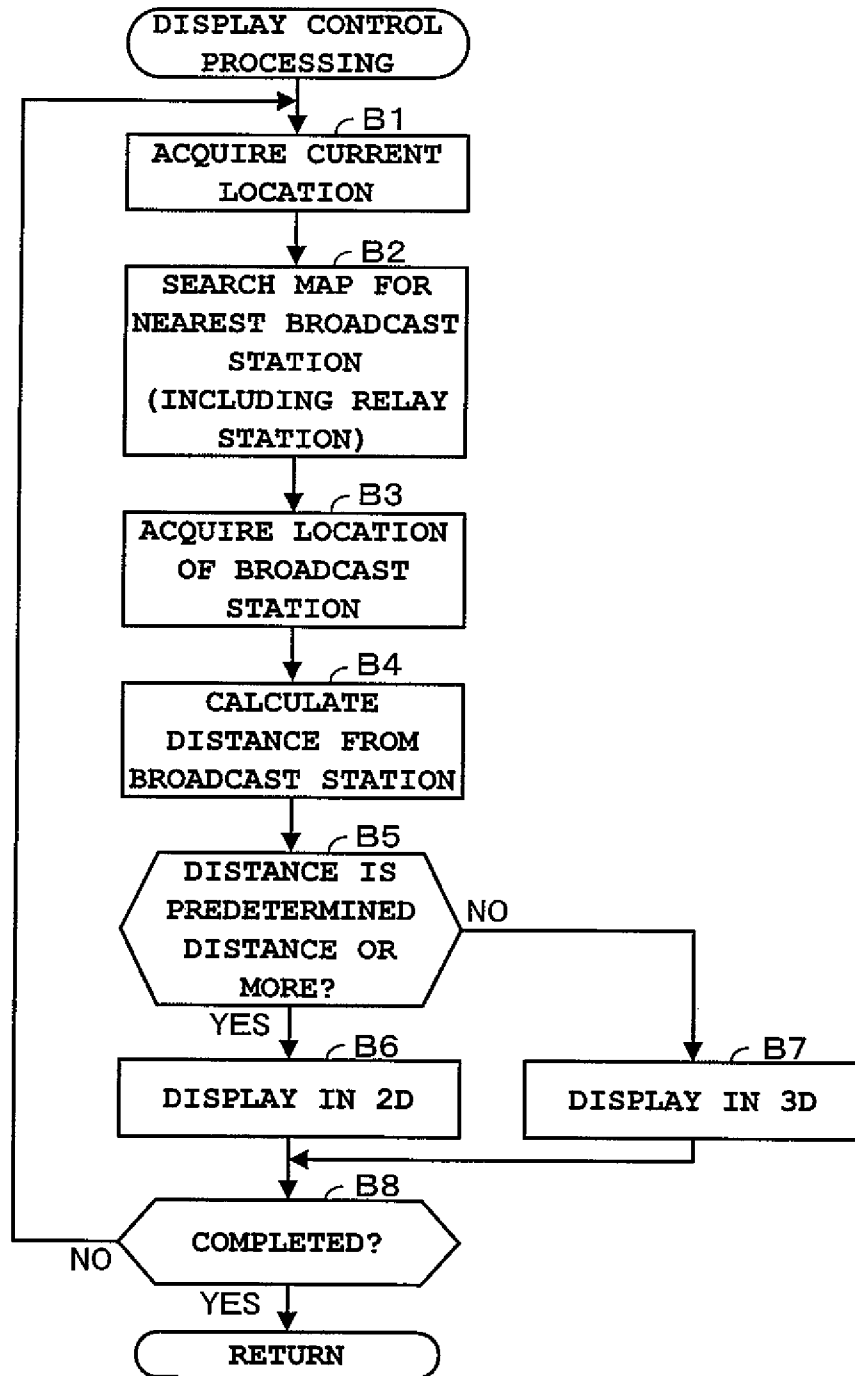 DISPLAY CONTROL
PROCESSING
B1
ACQUIRE CURRENT
LOCATION
B2
SEARCH MAP FOR
NEAREST BROADCAST
STATION
(INCLUDING RELAY
STATION)
B3
ACQUIRE LOCATION
OF BROADCAST
STATION
B4
CALCULATE
DISTANCE FROM
BROADCAST STATION
B5
DISTANCE IS
PREDETERMINED
DISTANCE OR
MORE?
NO
YES
B6
DISPLAY IN 2D
B7
DISPLAY IN 3D
B8
COMPLETED?
NO
YES
RETURN